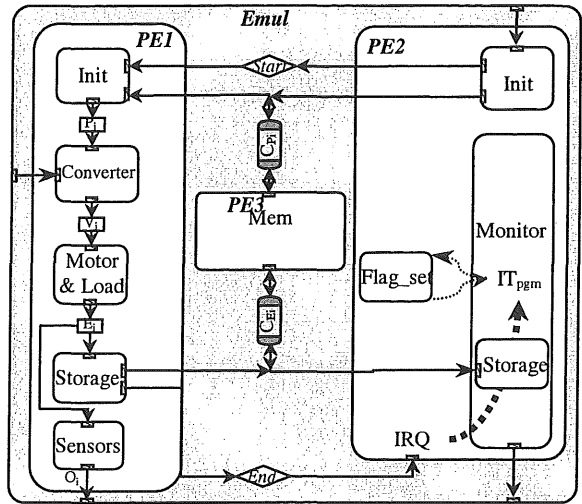 Emul
PE1
PE2
Init
Start
Init
Pi
CPi
Converter
Vi
PE3
Mem
Monitor
Motor
& Load
Flag_set
ITpgm
Ei
CEi
Storage
Storage
Sensors
IRQ
Oi
End